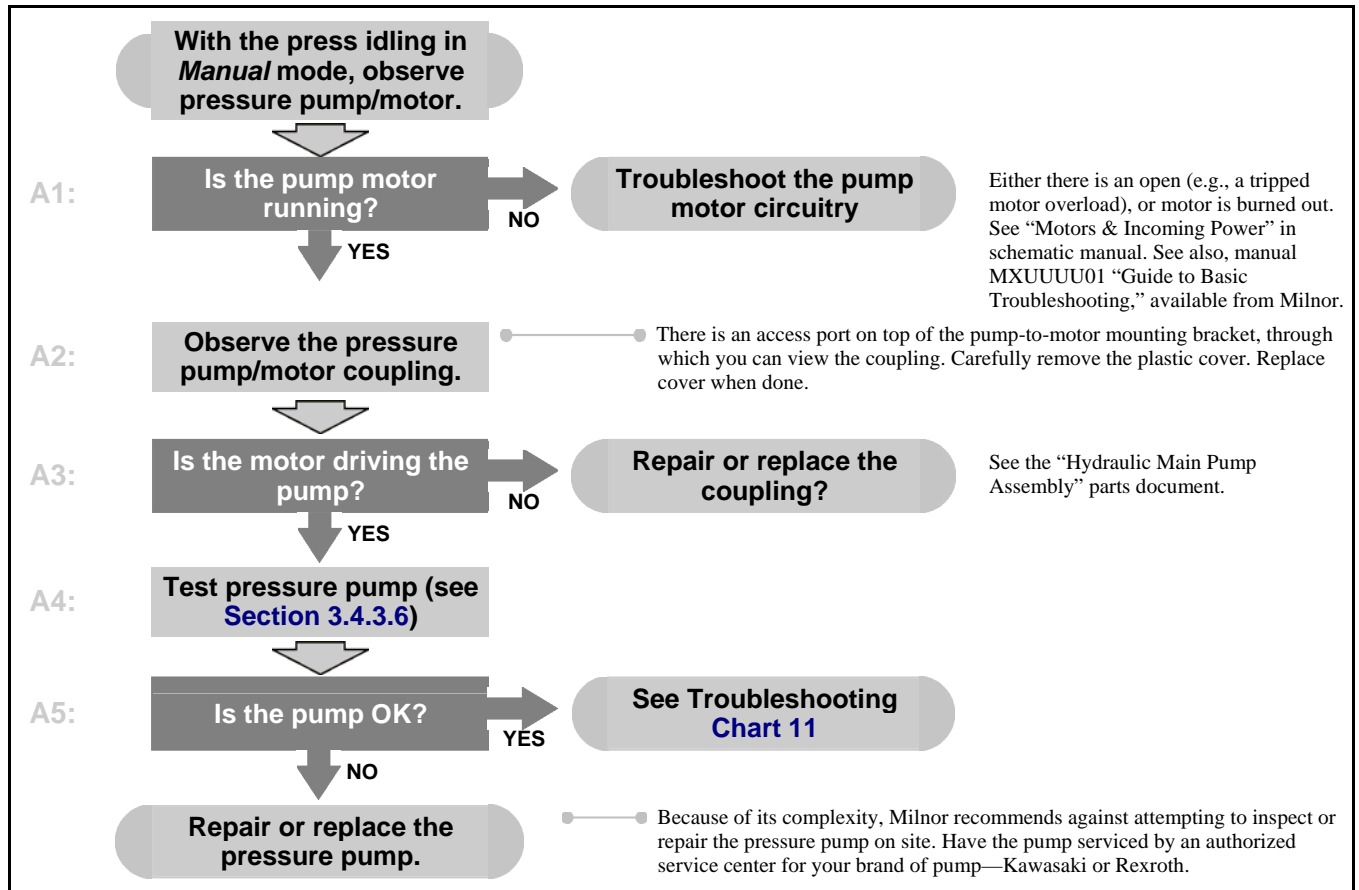 With the press idling in
Manual mode, observe
pressure pump/motor.
A1:
Is the pump motor
running?
NO
YES
Troubleshoot the pump
motor circuitry
Either there is an open (e.g., a tripped
motor overload), or motor is burned out.
See “Motors & Incoming Power” in
schematic manual. See also, manual
MXUUUU01 “Guide to Basic
Troubleshooting,” available from Milnor.
A2:
Observe the pressure
pump/motor coupling.
There is an access port on top of the pump-to-motor mounting bracket, through
which you can view the coupling. Carefully remove the plastic cover. Replace
cover when done.
A3:
Is the motor driving the
pump?
NO
YES
Repair or replace the
coupling?
See the “Hydraulic Main Pump
Assembly” parts document.
A4:
Test pressure pump (see
Section 3.4.3.6)
A5:
Is the pump OK?
YES
NO
See Troubleshooting
Chart 11
Repair or replace the
pressure pump.
Because of its complexity, Milnor recommends against attempting to inspect or
repair the pressure pump on site. Have the pump serviced by an authorized
service center for your brand of pump—Kawasaki or Rexroth.